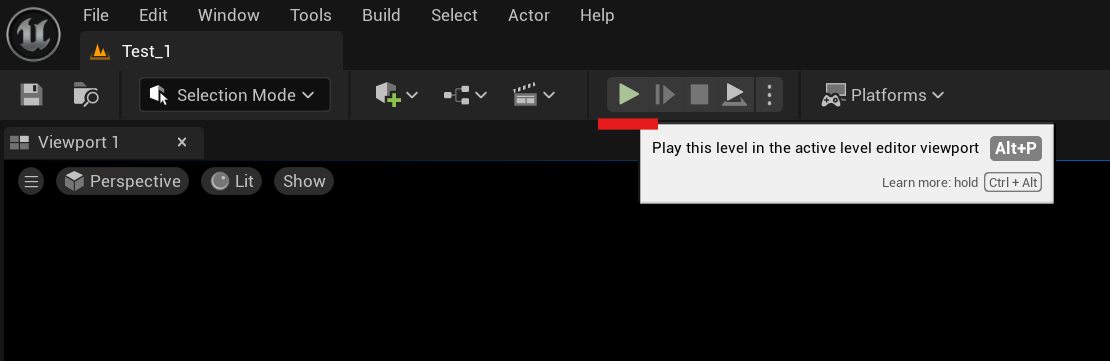 File Edit Window Tools Build Select Actor Help
Test_1
Selection Mode Platforms
Viewport 1
Play this level in the active level editor viewport Alt+P
Perspective Lit Show
Learn more: hold Ctrl + Alt